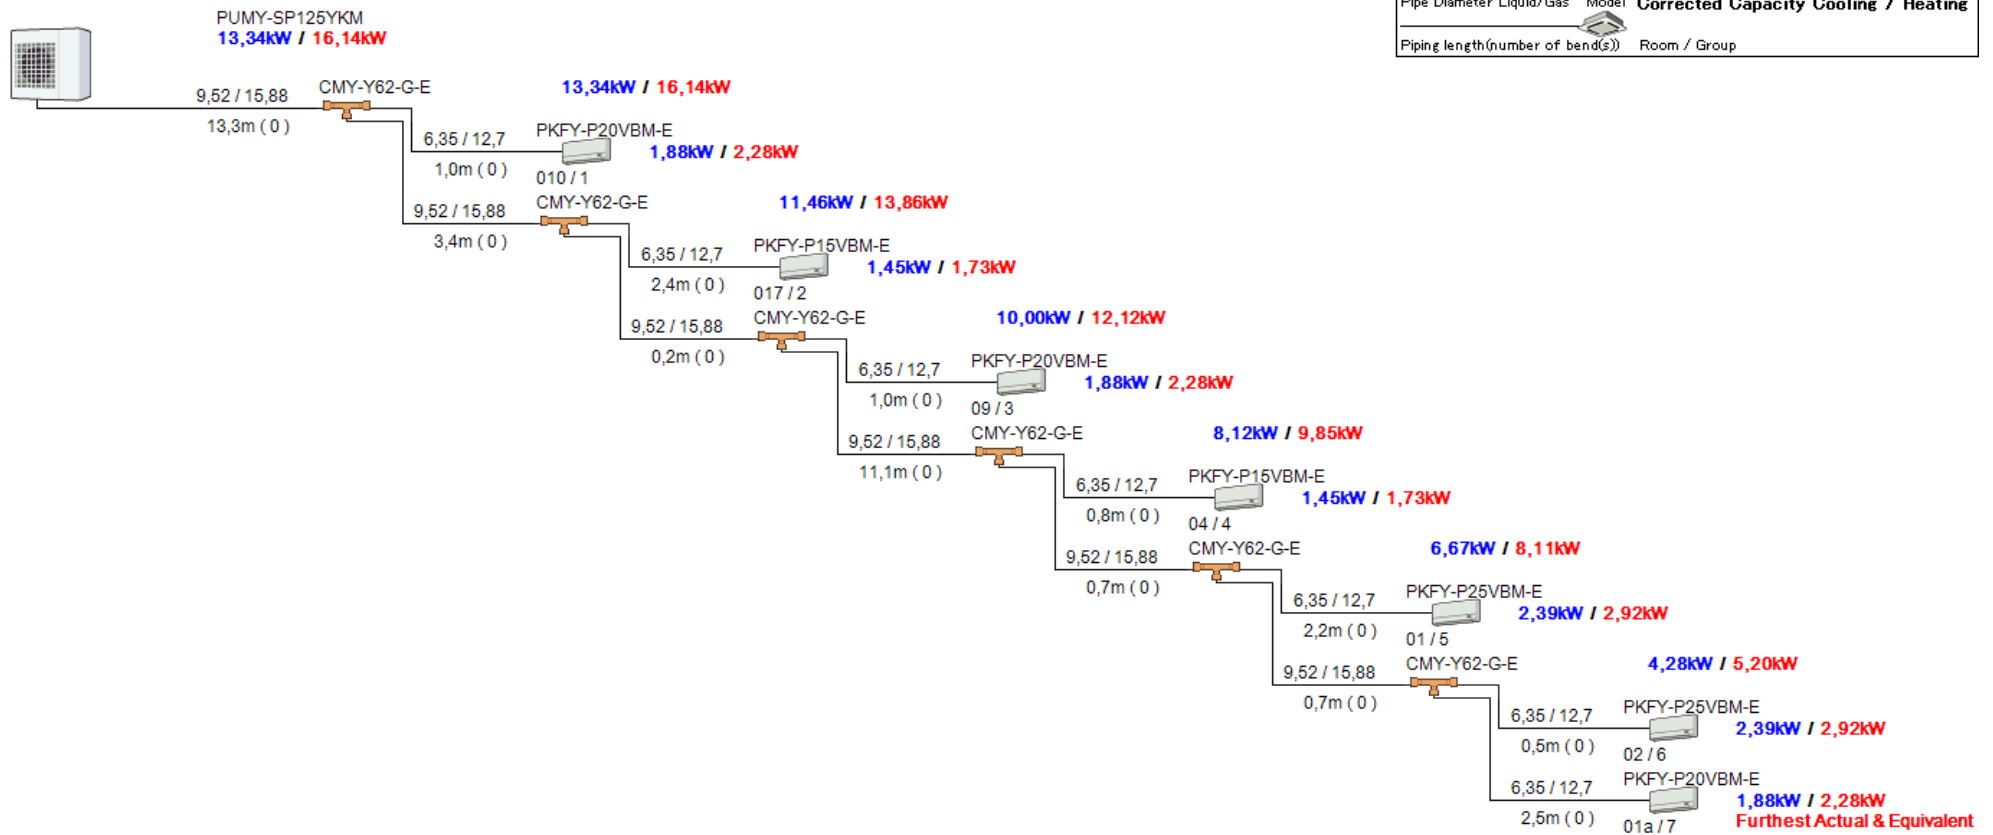 Pipe Diameter Liquid/Gas Model Corrected Capacity Cooling / Heating
Piping length(number of bend(s)) Room / Group
PUMY-SP125YKM
13,34kW / 16,14kW
9,52 / 15,88
13,3m ( 0 )
CMY-Y62-G-E
13,34kW / 16,14kW
6,35 / 12,7
1,0m ( 0 )
PKFY-P20VBM-E
1,88kW / 2,28kW
010 / 1
9,52 / 15,88
3,4m ( 0 )
CMY-Y62-G-E
11,46kW / 13,86kW
6,35 / 12,7
2,4m ( 0 )
PKFY-P15VBM-E
1,45kW / 1,73kW
017 / 2
9,52 / 15,88
0,2m ( 0 )
CMY-Y62-G-E
10,00kW / 12,12kW
6,35 / 12,7
1,0m ( 0 )
PKFY-P20VBM-E
1,88kW / 2,28kW
09 / 3
9,52 / 15,88
11,1m ( 0 )
CMY-Y62-G-E
8,12kW / 9,85kW
6,35 / 12,7
0,8m ( 0 )
PKFY-P15VBM-E
1,45kW / 1,73kW
04 / 4
9,52 / 15,88
0,7m ( 0 )
CMY-Y62-G-E
6,67kW / 8,11kW
6,35 / 12,7
2,2m ( 0 )
PKFY-P25VBM-E
2,39kW / 2,92kW
01 / 5
9,52 / 15,88
0,7m ( 0 )
CMY-Y62-G-E
4,28kW / 5,20kW
6,35 / 12,7
0,5m ( 0 )
PKFY-P25VBM-E
2,39kW / 2,92kW
02 / 6
6,35 / 12,7
2,5m ( 0 )
PKFY-P20VBM-E
1,88kW / 2,28kW
01a / 7
Furthest Actual & Equivalent